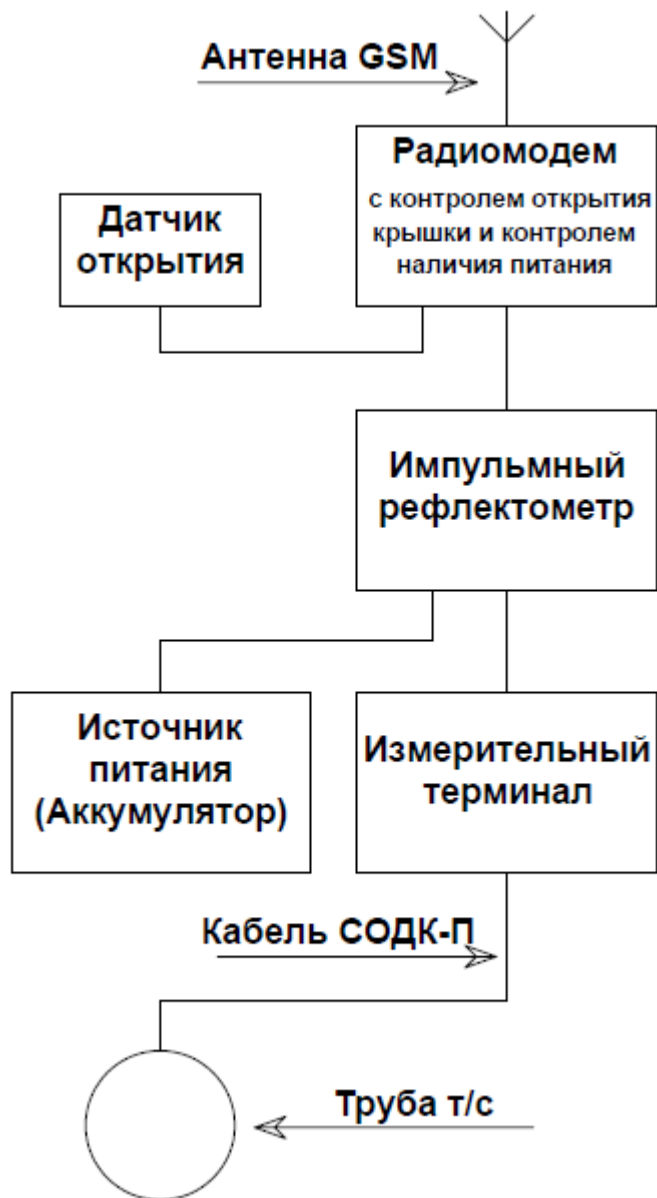 Антенна GSM
Радиомодем
с контролем открытия
крышки и контролем
наличия питания
Датчик
открытия
Импульмный
рефлектометр
Источник
питания
(Аккумулятор)
Измерительный
терминал
Кабель СОДК-П
Труба т/с